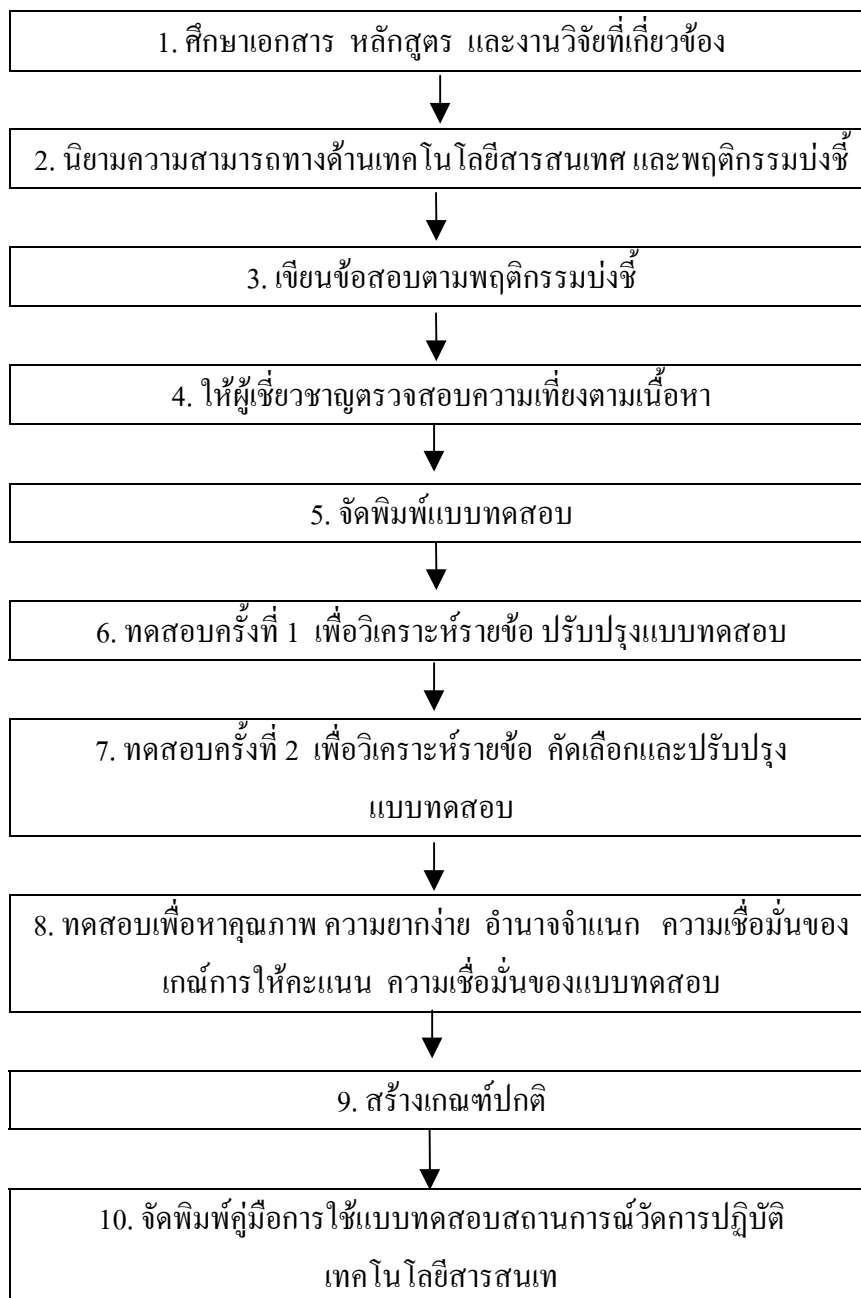 1. ศึกษาเอกสาร หลักสูตร และงานวิจัยที่เกี่ยวข้อง
2. นิยามความสามารถทางด้านเทคโนโลยีสารสนเทศ และพฤติกรรมบ่งชี้
3. เขียนข้อสอบตามพฤติกรรมบ่งชี้
4. ให้ผู้เชี่ยวชาญตรวจสอบความเที่ยงตามเนื้อหา
5. จัดพิมพ์แบบทดสอบ
6. ทดสอบครั้งที่ 1 เพื่อวิเคราะห์รายข้อ ปรับปรุงแบบทดสอบ
7. ทดสอบครั้งที่ 2 เพื่อวิเคราะห์รายข้อ คัดเลือกและปรับปรุง
แบบทดสอบ
8. ทดสอบเพื่อหาคุณภาพ ความยากง่าย อำนาจจำแนก ความเชื่อมั่นของ
เกณ์การให้คะแนน ความเชื่อมั่นของแบบทดสอบ
9. สร้างเกณฑ์ปกติ
10. จัดพิมพ์คู่มือการใช้แบบทดสอบสถานการณ์วัดการปฏิบัติ
เทคโนโลยีสารสนเท